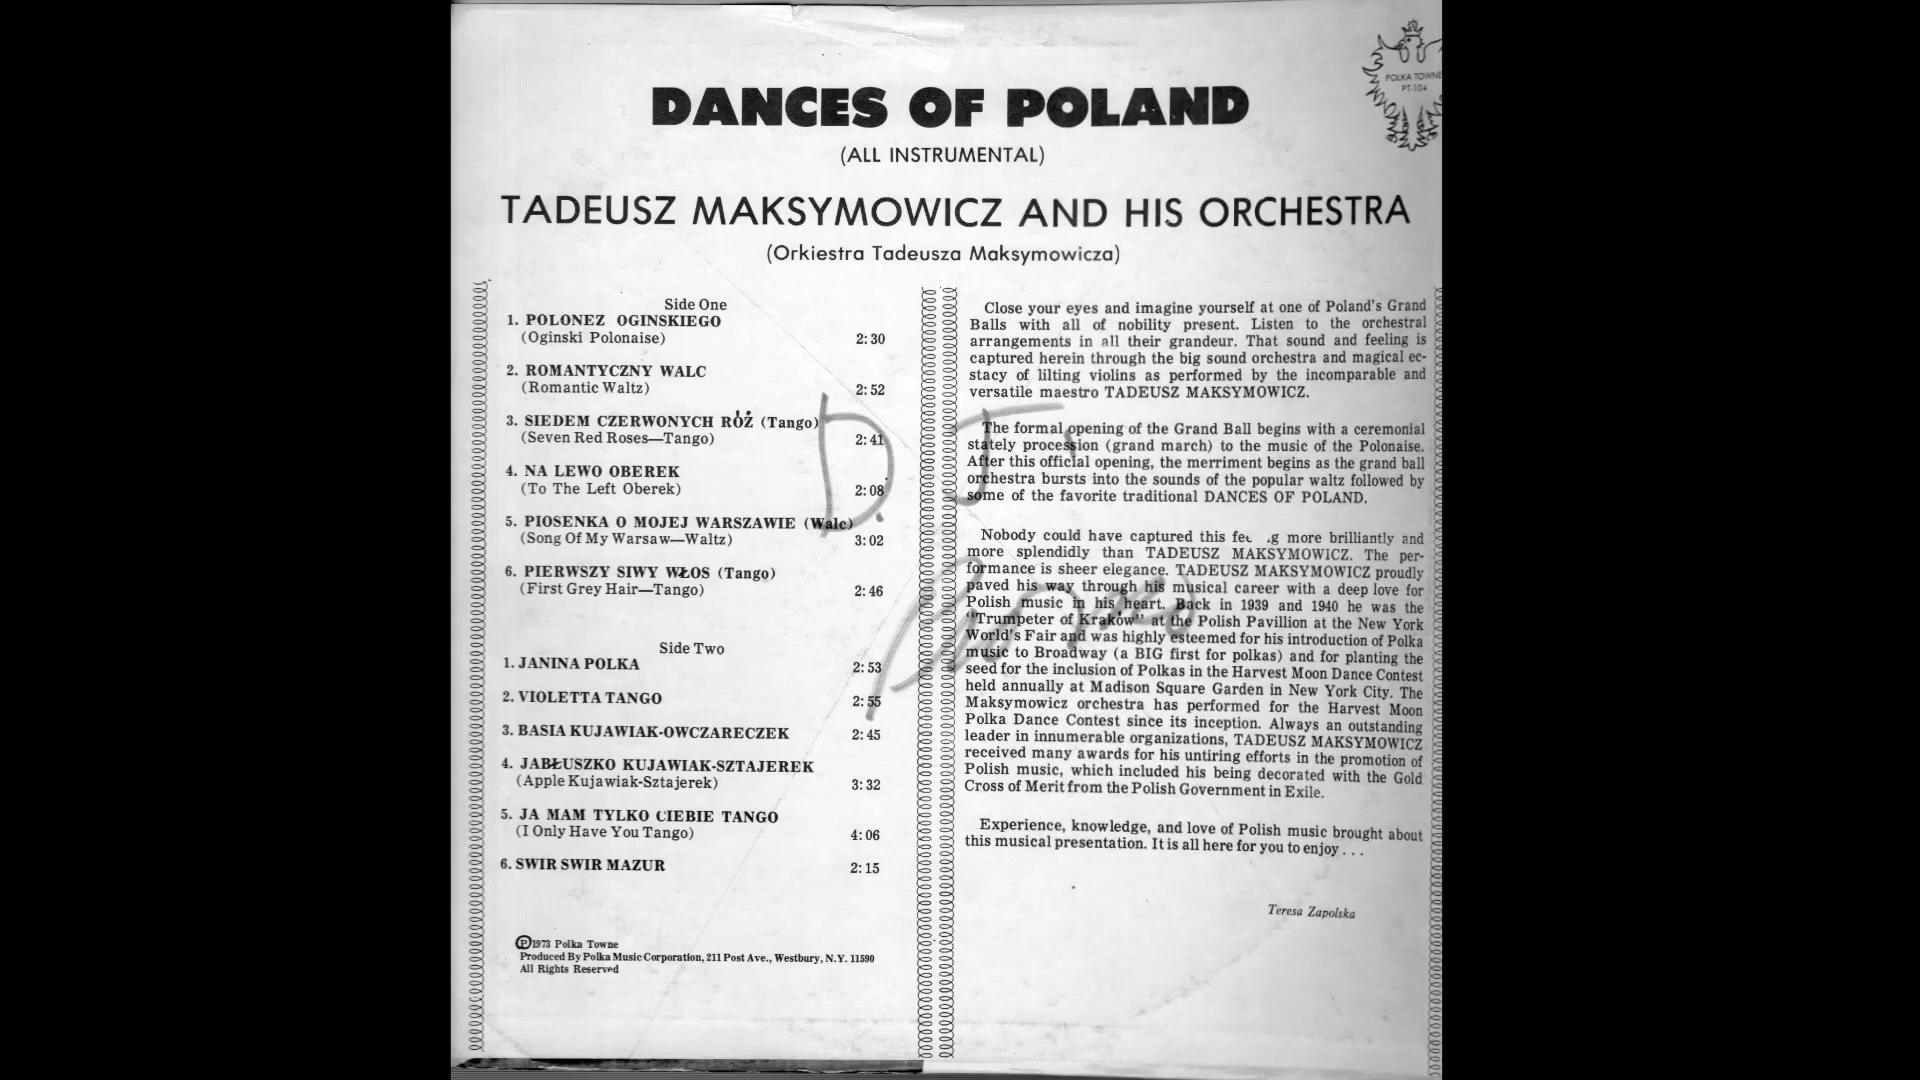 POLKA TOWNE
PT-104
DANCES OF POLAND
(ALL INSTRUMENTAL)
TADEUSZ MAKSYMOWICZ AND HIS ORCHESTRA
(Orkiestra Tadeusza Maksymowicza)
Side One
1. POLONEZ OGINSKIEGO
(Oginski Polonaise) 2:30
2. ROMANTYCZNY WALC
(Romantic Waltz) 2:52
3. SIEDEM CZERWONYCH RÓŻ (Tango)
(Seven Red Roses—Tango) 2:41
4. NA LEWO OBEREK
(To The Left Oberek) 2:08
5. PIOSENKA O MOJEJ WARSZAWIE (Walc)
(Song Of My Warsaw—Waltz) 3:02
6. PIERWSZY SIWY WŁOS (Tango)
(First Grey Hair—Tango) 2:46
Side Two
1. JANINA POLKA 2:53
2. VIOLETTA TANGO 2:55
3. BASIA KUJAWIAK-OWCZARECZEK 2:45
4. JABŁUSZKO KUJAWIAK-SZTAJEREK
(Apple Kujawiak-Sztajerek) 3:32
5. JA MAM TYLKO CIEBIE TANGO
(I Only Have You Tango) 4:06
6. SWIR SWIR MAZUR 2:15
Ⓟ1973 Polka Towne
Produced By Polka Music Corporation, 211 Post Ave., Westbury, N.Y. 11590
All Rights Reserved
Close your eyes and imagine yourself at one of Poland's Grand
Balls with all of nobility present. Listen to the orchestral
arrangements in all their grandeur. That sound and feeling is
captured herein through the big sound orchestra and magical ec-
stacy of lilting violins as performed by the incomparable and
versatile maestro TADEUSZ MAKSYMOWICZ.
The formal opening of the Grand Ball begins with a ceremonial
stately procession (grand march) to the music of the Polonaise.
After this official opening, the merriment begins as the grand ball
orchestra bursts into the sounds of the popular waltz followed by
some of the favorite traditional DANCES OF POLAND.
Nobody could have captured this more brilliantly and
more splendidly than TADEUSZ MAKSYMOWICZ. The per-
formance is sheer elegance. TADEUSZ MAKSYMOWICZ proudly
paved his way through his musical career with a deep love for
Polish music in his heart. Back in 1939 and 1940 he was the
"Trumpeter of Kraków" at the Polish Pavillion at the New York
World's Fair and was highly esteemed for his introduction of Polka
music to Broadway (a BIG first for polkas) and for planting the
seed for the inclusion of Polkas in the Harvest Moon Dance Contest
held annually at Madison Square Garden in New York City. The
Maksymowicz orchestra has performed for the Harvest Moon
Polka Dance Contest since its inception. Always an outstanding
leader in innumerable organizations, TADEUSZ MAKSYMOWICZ
received many awards for his untiring efforts in the promotion of
Polish music, which included his being decorated with the Gold
Cross of Merit from the Polish Government in Exile.
Experience, knowledge, and love of Polish music brought about
this musical presentation. It is all here for you to enjoy . . .
Teresa Zapolska
D. J.